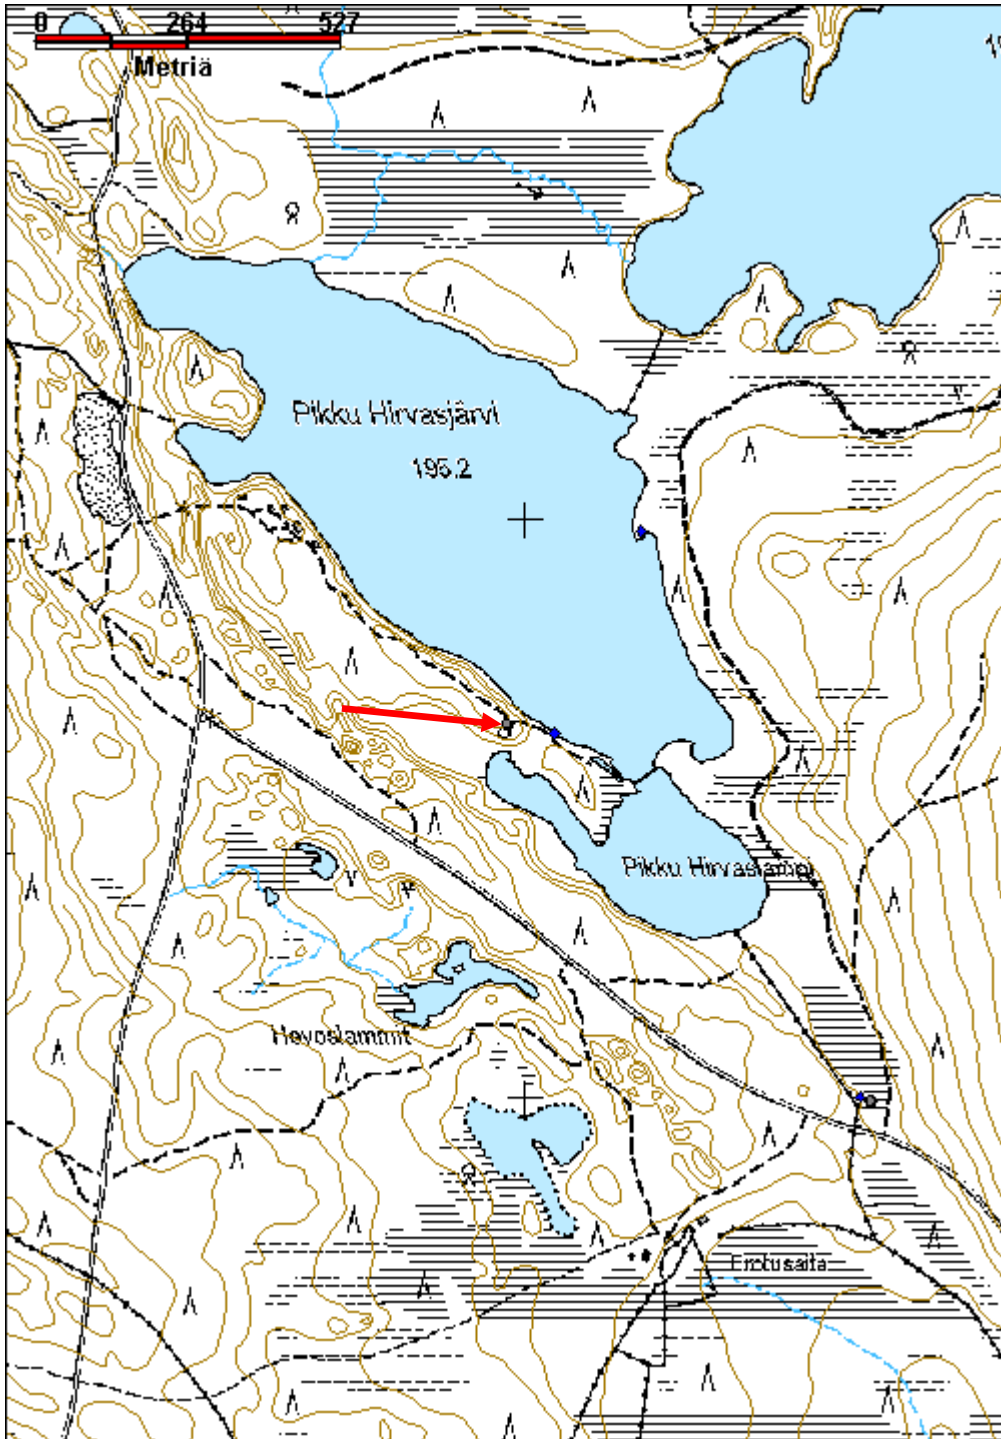 0 264 527
Metriä
Pikku Hirvasjärvi
195.2
Pikku Hirvaslampi
Hevoslammit
Erotusaita